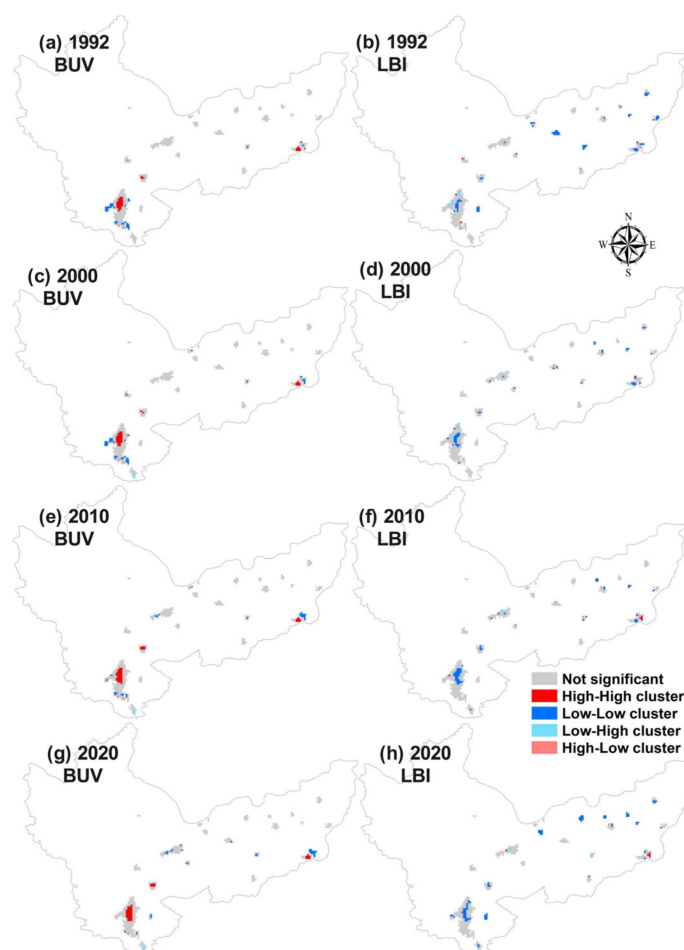 (a) 1992
BUV
(b) 1992
LBI
N
W E
S
(c) 2000
BUV
(d) 2000
LBI
(e) 2010
BUV
(f) 2010
LBI
Not significant
High-High cluster
Low-Low cluster
Low-High cluster
High-Low cluster
(g) 2020
BUV
(h) 2020
LBI